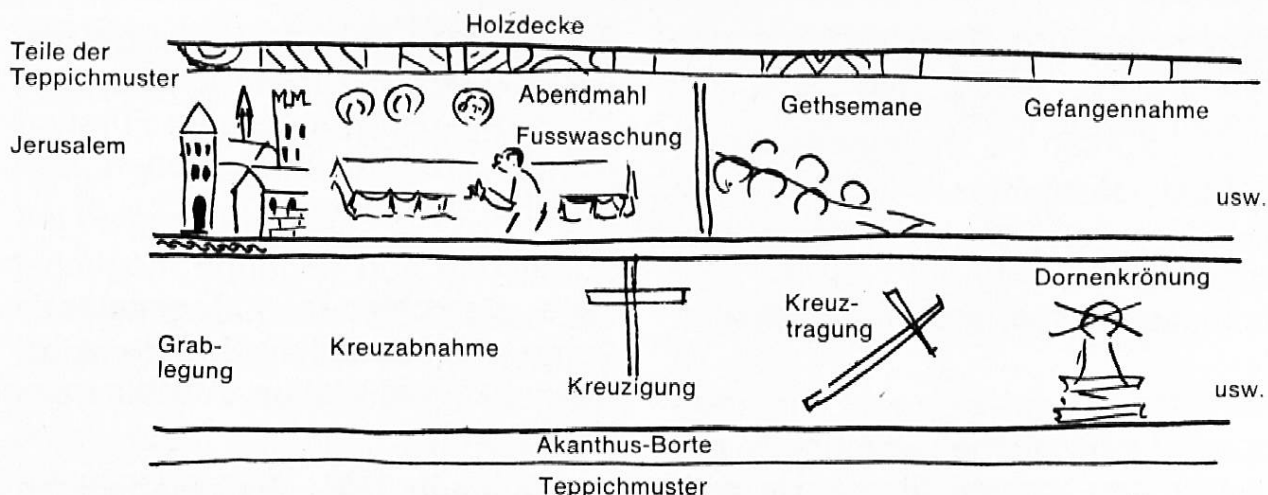 Holzdecke
Teile der
Teppichmuster
Abendmahl
Gethsemane
Gefangennahme
Fusswaschung
Jerusalem
usw.
Dornenkrönung
Kreuz-
tragung
Grab-
legung
Kreuzabnahme
Kreuzigung
usw.
Akanthus-Borte
Teppichmuster